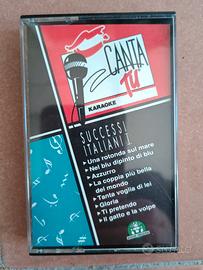 CANTA
TU
KARAOKE
SUCCESSI
ITALIANI 1
Una rotonda sul mare
Nel blu dipinto di blu
Azzurro
La coppia più bella
del mondo
Tanta voglia di lei
Gloria
Ti pretendo
Il gatto e la volpe